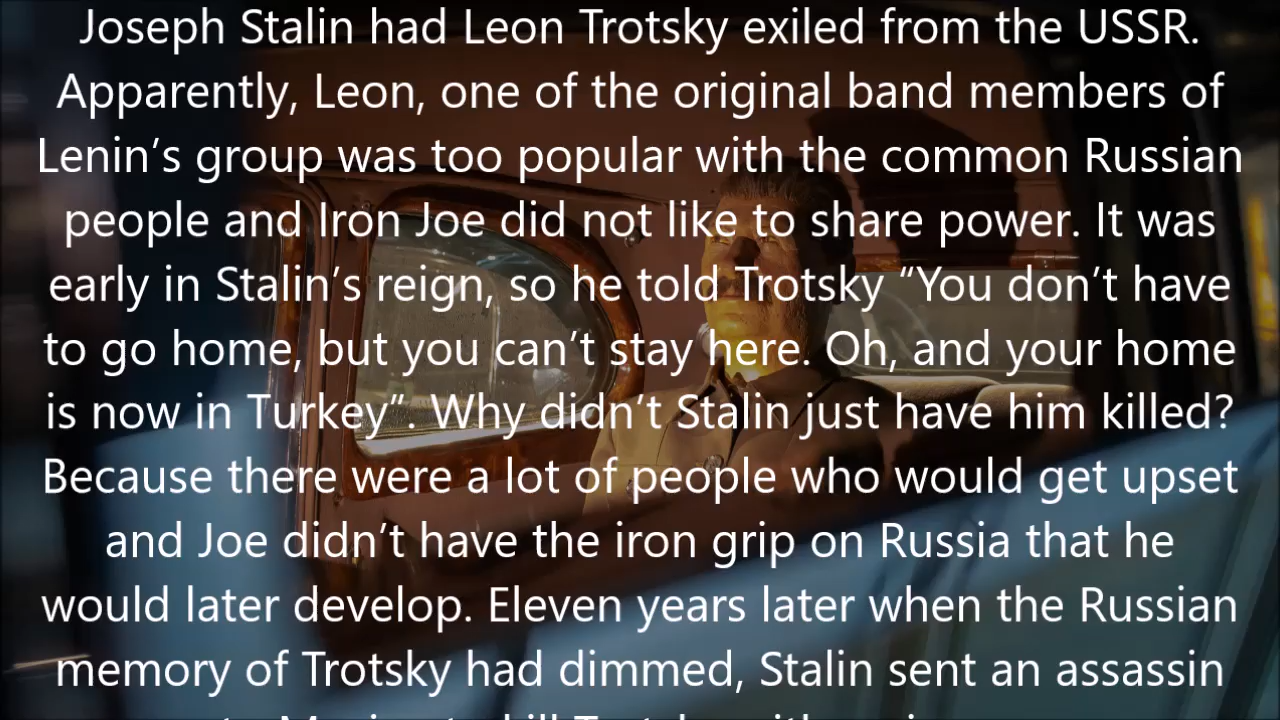 Joseph Stalin had Leon Trotsky exiled from the USSR.
Apparently, Leon, one of the original band members of
Lenin’s group was too popular with the common Russian
people and Iron Joe did not like to share power. It was
early in Stalin’s reign, so he told Trotsky “You don’t have
to go home, but you can’t stay here. Oh, and your home
is now in Turkey”. Why didn’t Stalin just have him killed?
Because there were a lot of people who would get upset
and Joe didn’t have the iron grip on Russia that he
would later develop. Eleven years later when the Russian
memory of Trotsky had dimmed, Stalin sent an assassin